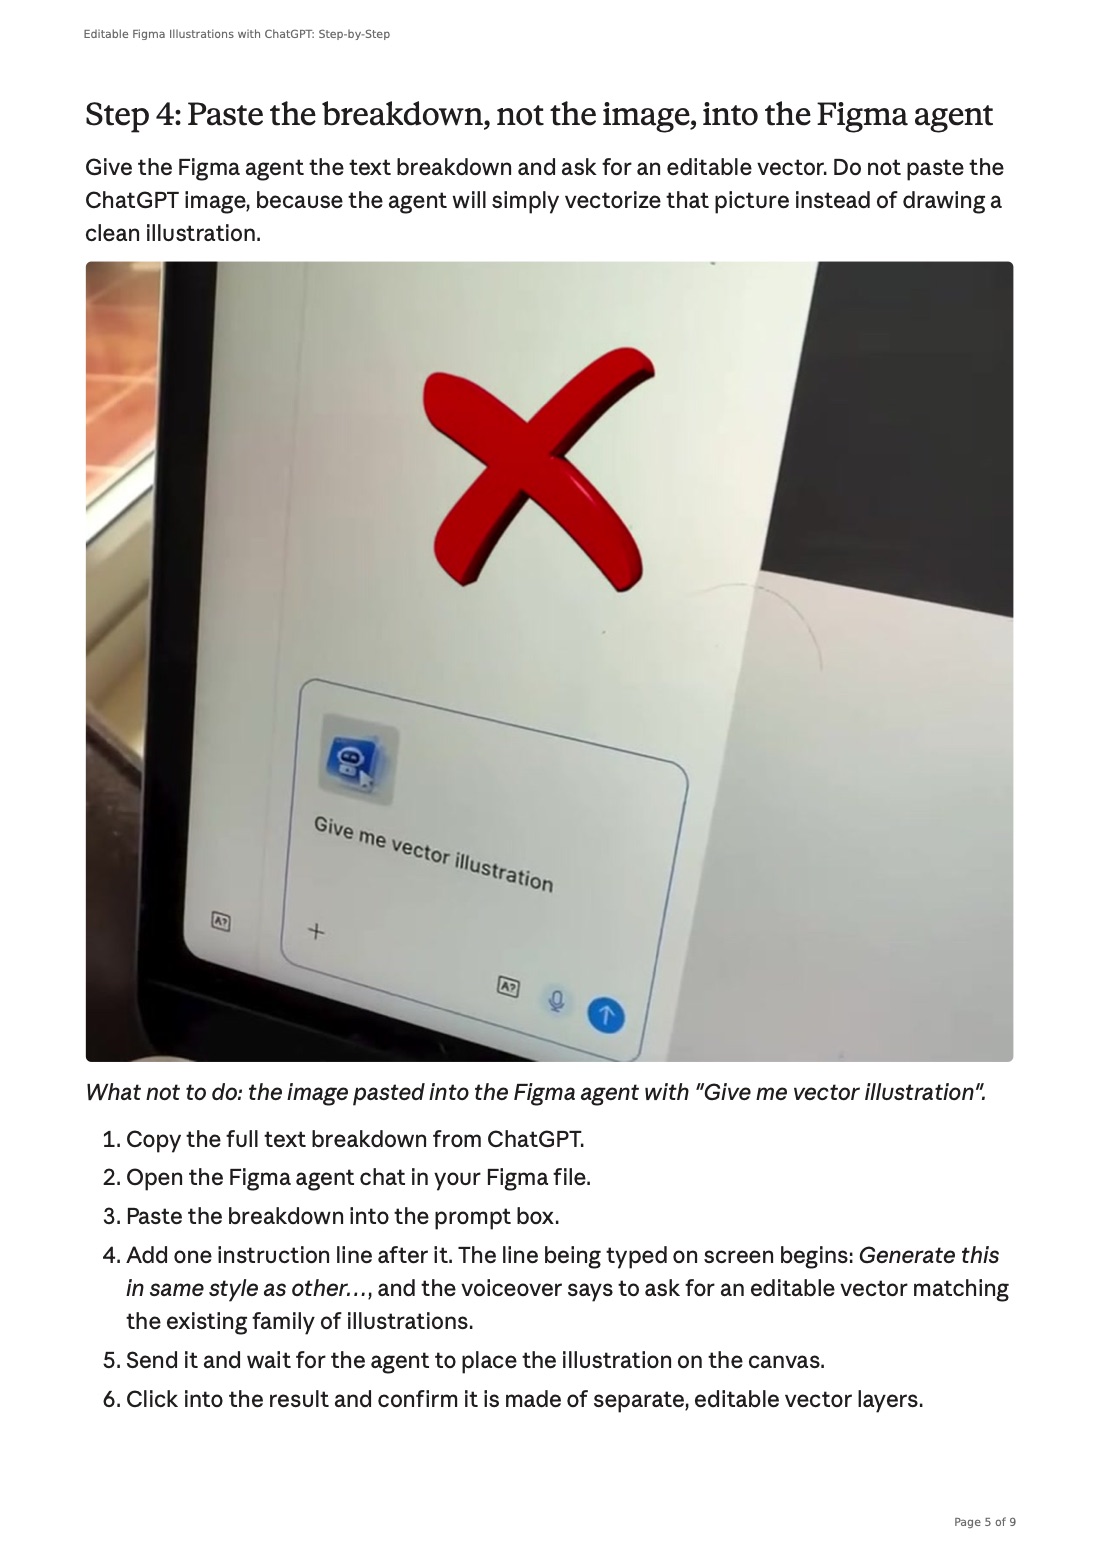 Editable Figma Illustrations with ChatGPT: Step-by-Step
Step 4: Paste the breakdown, not the image, into the Figma agent
Give the Figma agent the text breakdown and ask for an editable vector. Do not paste the
ChatGPT image, because the agent will simply vectorize that picture instead of drawing a
clean illustration.
Give me vector illustration
A?
A?
What not to do: the image pasted into the Figma agent with "Give me vector illustration".
1. Copy the full text breakdown from ChatGPT.
2. Open the Figma agent chat in your Figma file.
3. Paste the breakdown into the prompt box.
4. Add one instruction line after it. The line being typed on screen begins: Generate this
in same style as other…, and the voiceover says to ask for an editable vector matching
the existing family of illustrations.
5. Send it and wait for the agent to place the illustration on the canvas.
6. Click into the result and confirm it is made of separate, editable vector layers.
Page 5 of 9